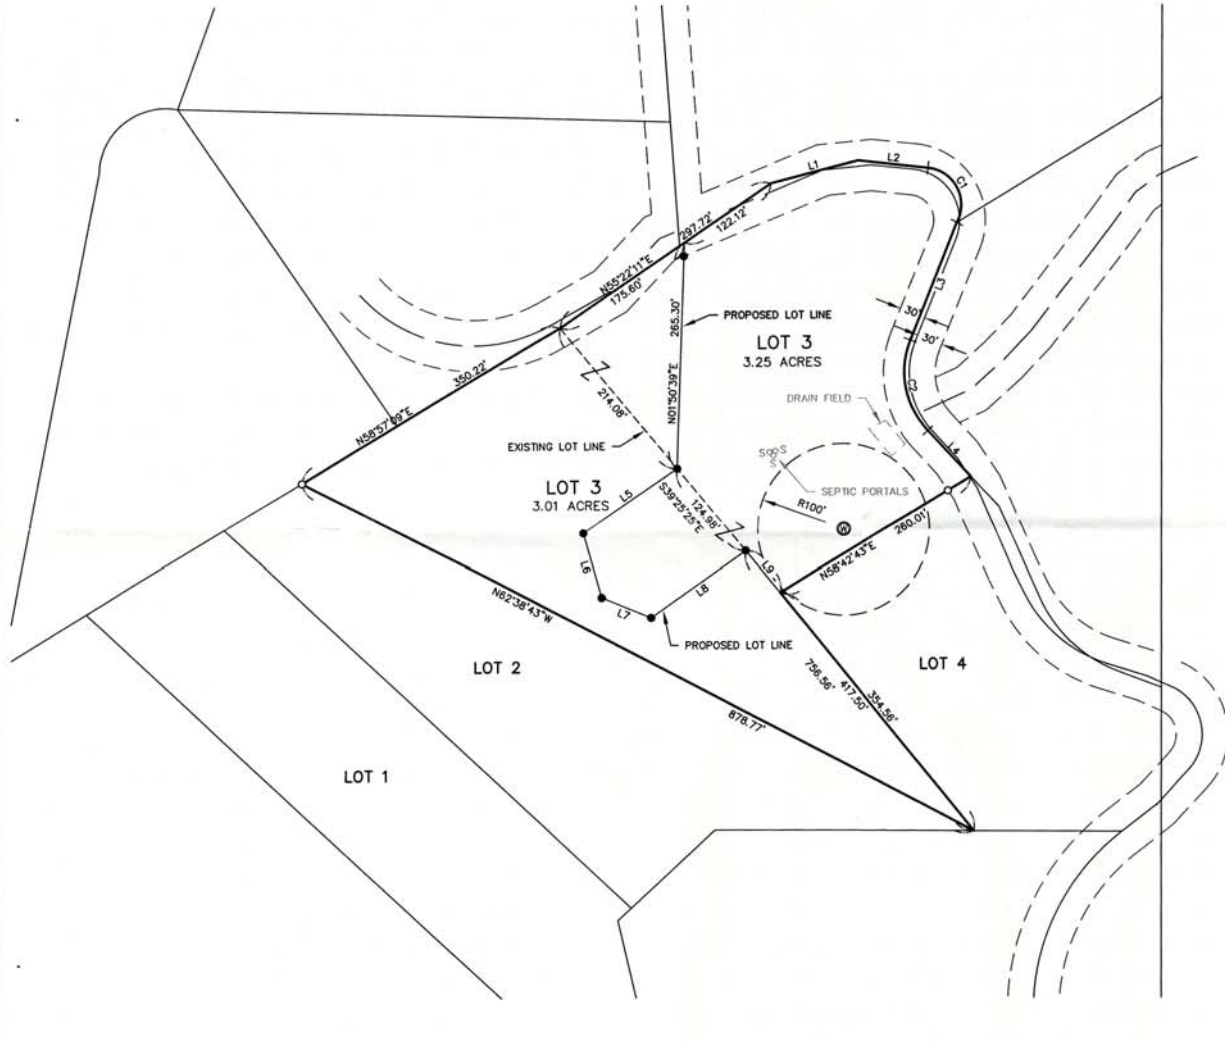 L1
L2
C1
297.72'
122.12'
N55°22'11"E
175.60'
L3
30'
30'
265.30'
PROPOSED LOT LINE
LOT 3
3.25 ACRES
350.22'
N58°57'09"E
214.08'
N01°50'39"E
C2
DRAIN FIELD
EXISTING LOT LINE
L4
S S
S
SEPTIC PORTALS
LOT 3
3.01 ACRES
L5
124.98'
S39°25'25"E
R100'
W
260.01'
N58°42'43"E
L6
L9
L8
L7
N62°38'43"W
PROPOSED LOT LINE
LOT 2
LOT 4
756.56'
417.50'
354.56'
878.77'
LOT 1